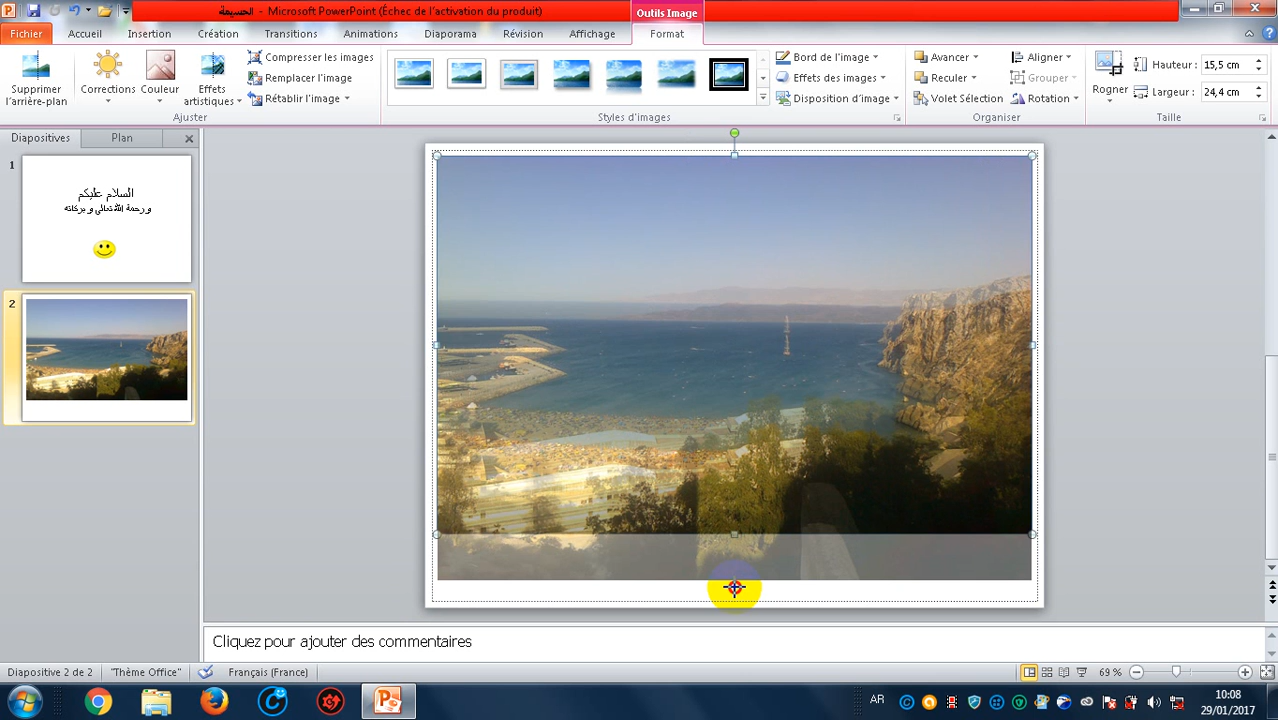 الحسيمة - Microsoft PowerPoint (Échec de l'activation du produit)
Outils Image
Fichier Accueil Insertion Création Transitions Animations Diaporama Révision Affichage Format
Supprimer l'arrière-plan
Corrections
Couleur
Effets artistiques
Compresser les images
Remplacer l'image
Rétablir l'image
Ajuster
Styles d'images
Bord de l'image
Effets des images
Disposition d'image
Avancer
Reculer
Volet Sélection
Aligner
Grouper
Rotation
Organiser
Rogner
Hauteur : 15,5 cm
Largeur : 24,4 cm
Taille
Diapositives Plan
1
السلام عليكم
ورحمة الله تعالى وبركاته
2
Cliquez pour ajouter des commentaires
Diapositive 2 de 2 "Thème Office" Français (France) 69 %
AR
10:08
29/01/2017